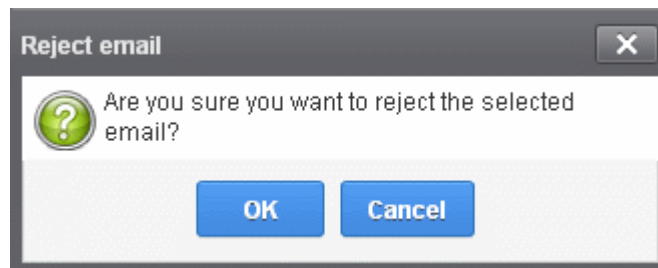 Reject email
Are you sure you want to reject the selected
email?
OK
Cancel